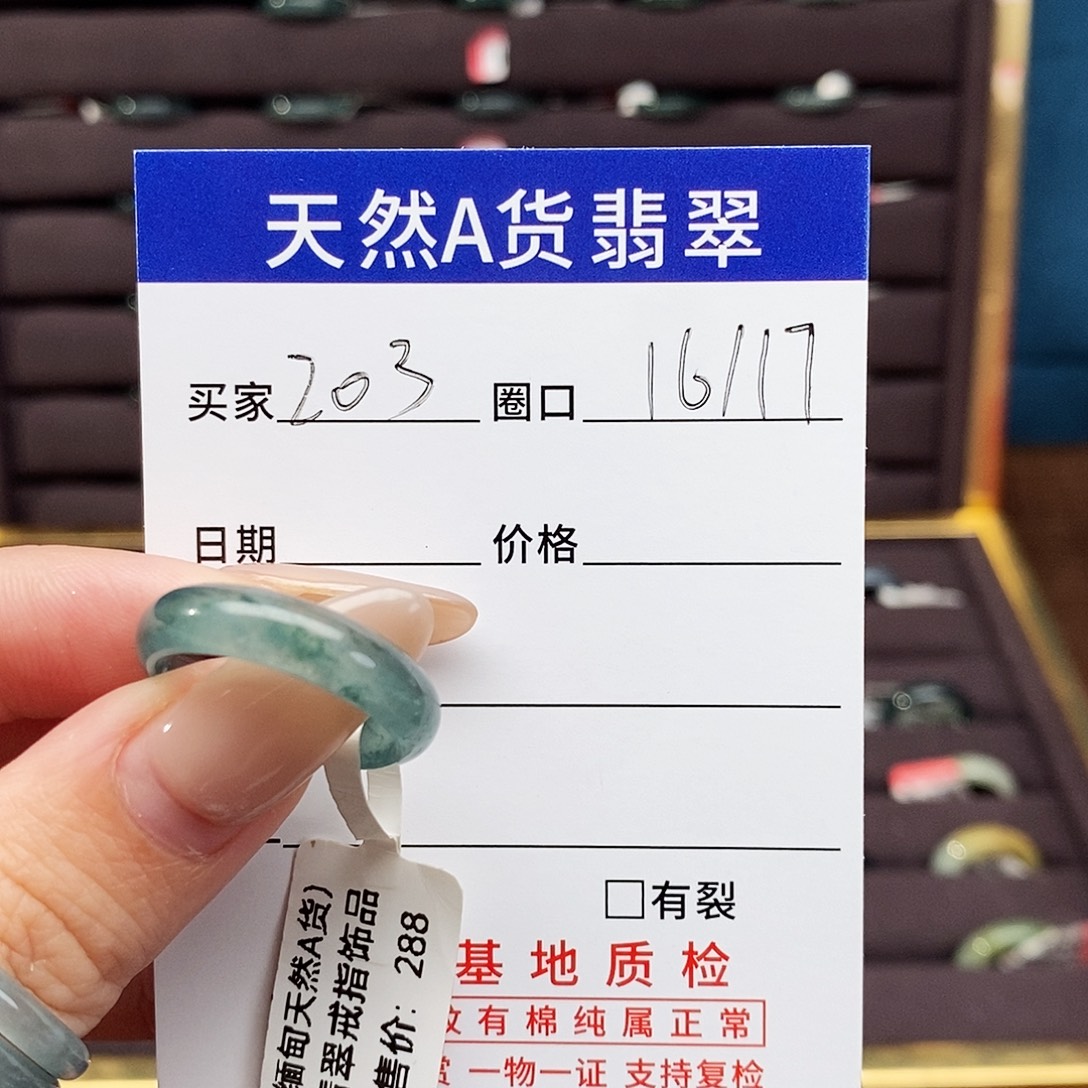 天然A货翡翠
买家 203 圈口 16/17
日期 价格
□有裂
基地质检
有棉纯属正常
一物一证 支持复检
缅甸天然A货)
翠戒指饰品
售价: 288